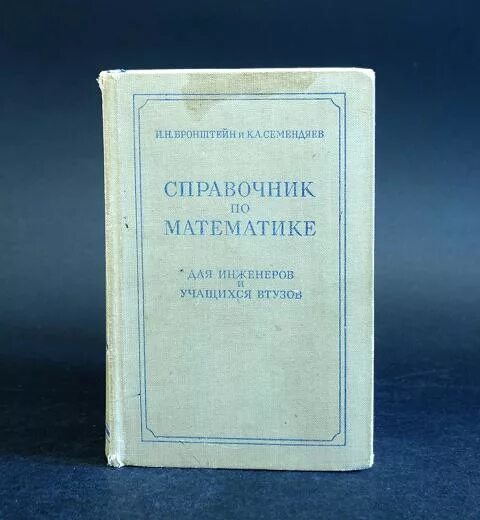 И.Н.БРОНШТЕЙН и К.А.СЕМЕНДЯЕВ
СПРАВОЧНИК
ПО
МАТЕМАТИКЕ
ДЛЯ ИНЖЕНЕРОВ
И
УЧАЩИХСЯ ВТУЗОВ